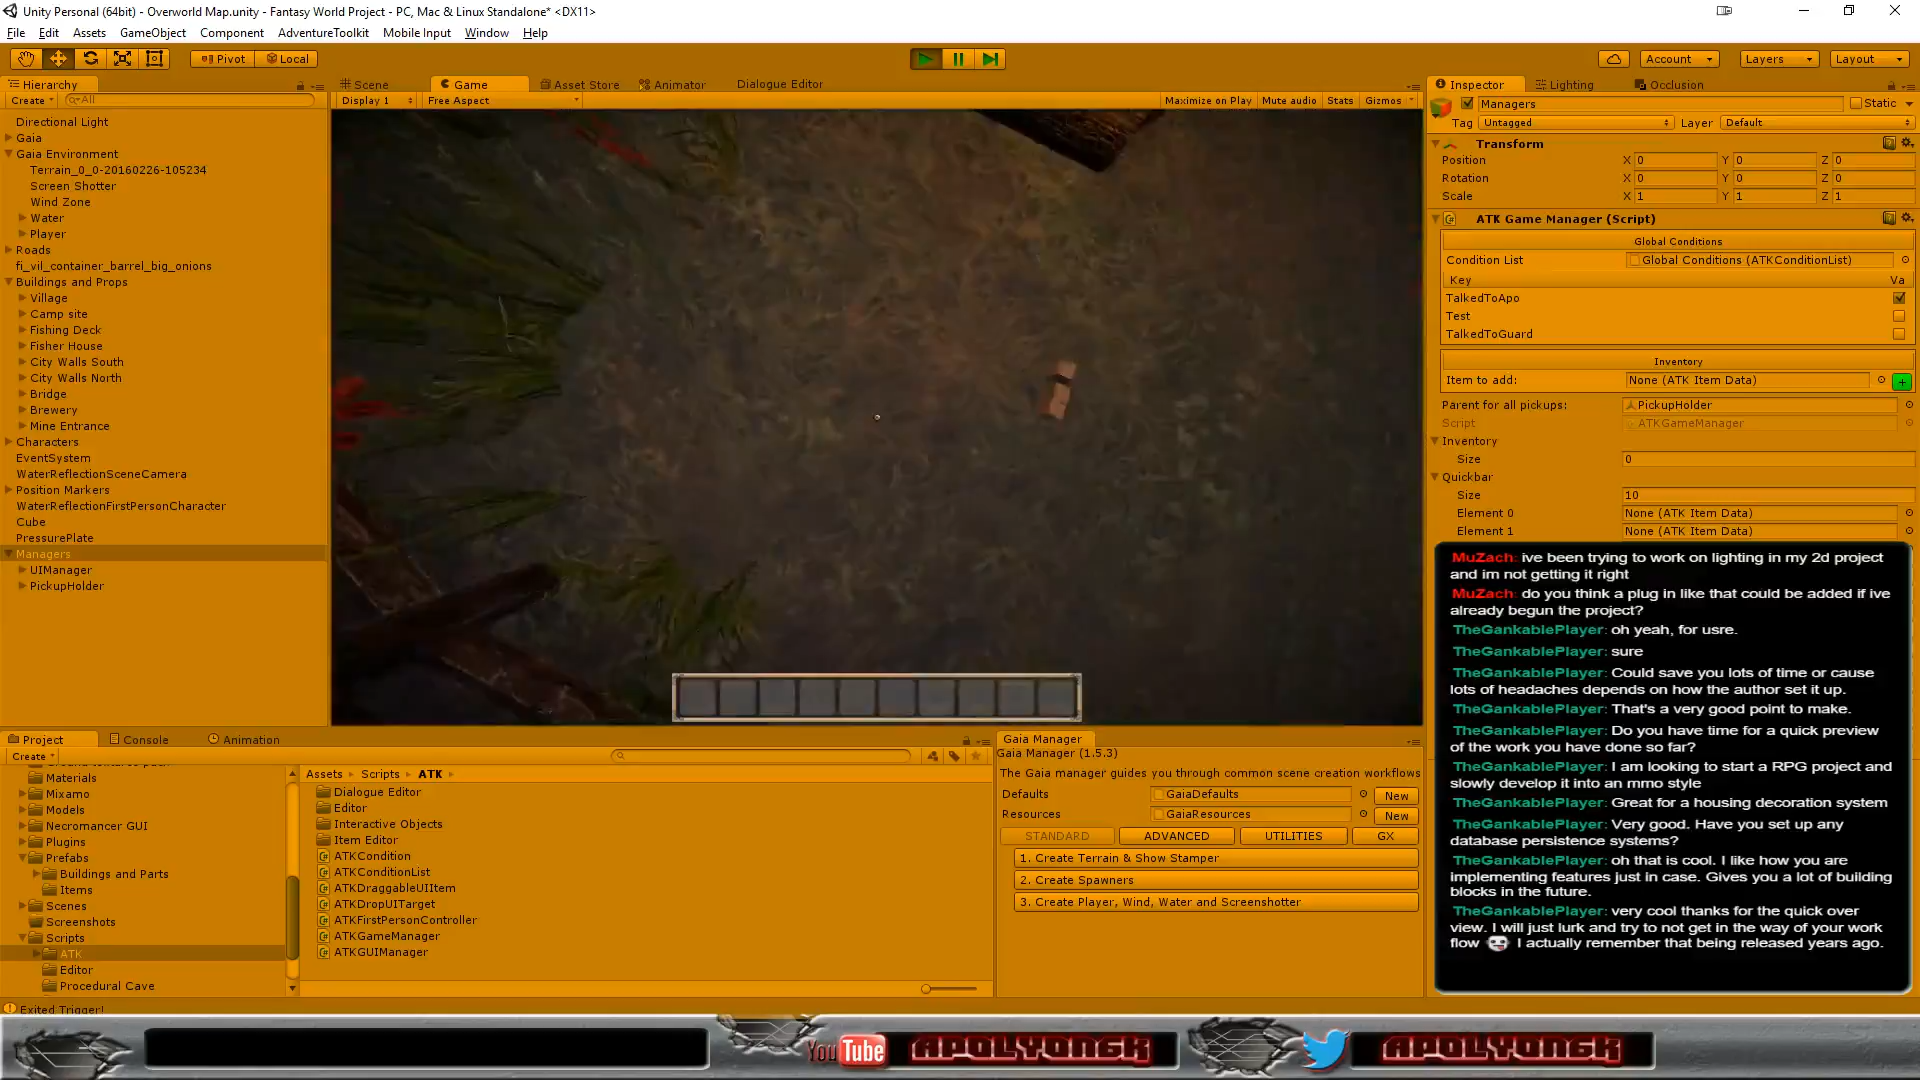 Unity Personal (64bit) - Overworld Map.unity - Fantasy World Project - PC, Mac & Linux Standalone* <DX11>
File Edit Assets GameObject Component AdventureToolkit Mobile Input Window Help
Pivot Local Account Layers Layout
Hierarchy
Create All
Directional Light
Gaia
Gaia Environment
Terrain_0_0-20160226-105234
Screen Shotter
Wind Zone
Water
Player
Roads
fi_vil_container_barrel_big_onions
Buildings and Props
Village
Camp site
Fishing Deck
Fisher House
City Walls South
City Walls North
Bridge
Brewery
Mine Entrance
Characters
EventSystem
WaterReflectionSceneCamera
Position Markers
WaterReflectionFirstPersonCharacter
Cube
PressurePlate
Managers
UIManager
PickupHolder
Scene Game Asset Store Animator Dialogue Editor
Display 1 Free Aspect Maximize on Play Mute audio Stats Gizmos
Inspector Lighting Occlusion
Managers Static
Tag Untagged Layer Default
Transform
Position X 0 Y 0 Z 0
Rotation X 0 Y 0 Z 0
Scale X 1 Y 1 Z 1
ATK Game Manager (Script)
Global Conditions
Condition List Global Conditions (ATKConditionList)
Key Va
TalkedToApo
Test
TalkedToGuard
Inventory
Item to add: None (ATK Item Data)
Parent for all pickups: PickupHolder
Script ATKGameManager
Inventory
Size 0
Quickbar
Size 10
Element 0 None (ATK Item Data)
Element 1 None (ATK Item Data)
MuZach: ive been trying to work on lighting in my 2d project
and im not getting it right
MuZach: do you think a plug in like that could be added if ive
already begun the project?
TheGankablePlayer: oh yeah, for usre.
TheGankablePlayer: sure
TheGankablePlayer: Could save you lots of time or cause
lots of headaches depends on how the author set it up.
TheGankablePlayer: That's a very good point to make.
TheGankablePlayer: Do you have time for a quick preview
of the work you have done so far?
TheGankablePlayer: I am looking to start a RPG project and
slowly develop it into an mmo style
TheGankablePlayer: Great for a housing decoration system
TheGankablePlayer: Very good. Have you set up any
database persistence systems?
TheGankablePlayer: oh that is cool. I like how you are
implementing features just in case. Gives you a lot of building
blocks in the future.
TheGankablePlayer: very cool thanks for the quick over
view. I will just lurk and try to not get in the way of your work
flow I actually remember that being released years ago.
Project Console Animation
Create
Materials
Mixamo
Models
Necromancer GUI
Plugins
Prefabs
Buildings and Parts
Items
Scenes
Screenshots
Scripts
ATK
Editor
Procedural Cave
Assets Scripts ATK
Dialogue Editor
Editor
Interactive Objects
Item Editor
ATKCondition
ATKConditionList
ATKDraggableUIItem
ATKDropUITarget
ATKFirstPersonController
ATKGameManager
ATKGUIManager
Gaia Manager
Gaia Manager (1.5.3)
The Gaia manager guides you through common scene creation workflows
Defaults GaiaDefaults New
Resources GaiaResources New
STANDARD ADVANCED UTILITIES GX
1. Create Terrain & Show Stamper
2. Create Spawners
3. Create Player, Wind, Water and Screenshotter
Exited Trigger!
YouTube APOLYON6K APOLYON6K